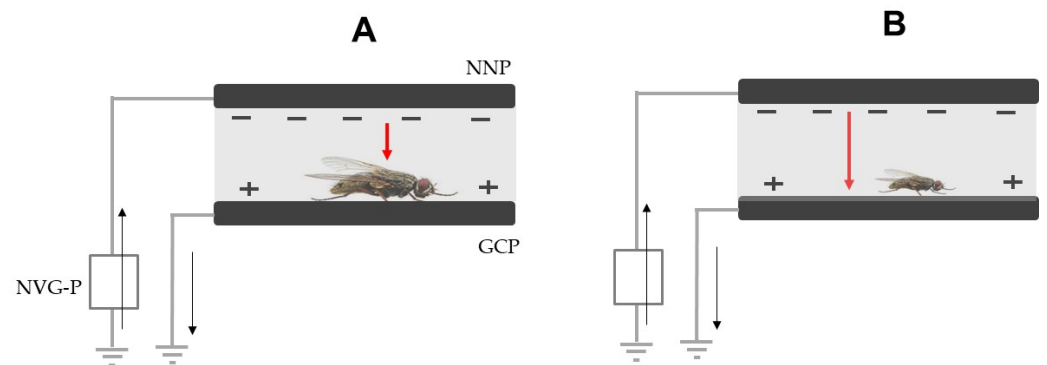 A
B
NNP
− − − − −
− − − − −
+ +
+ +
GCP
NVG-P